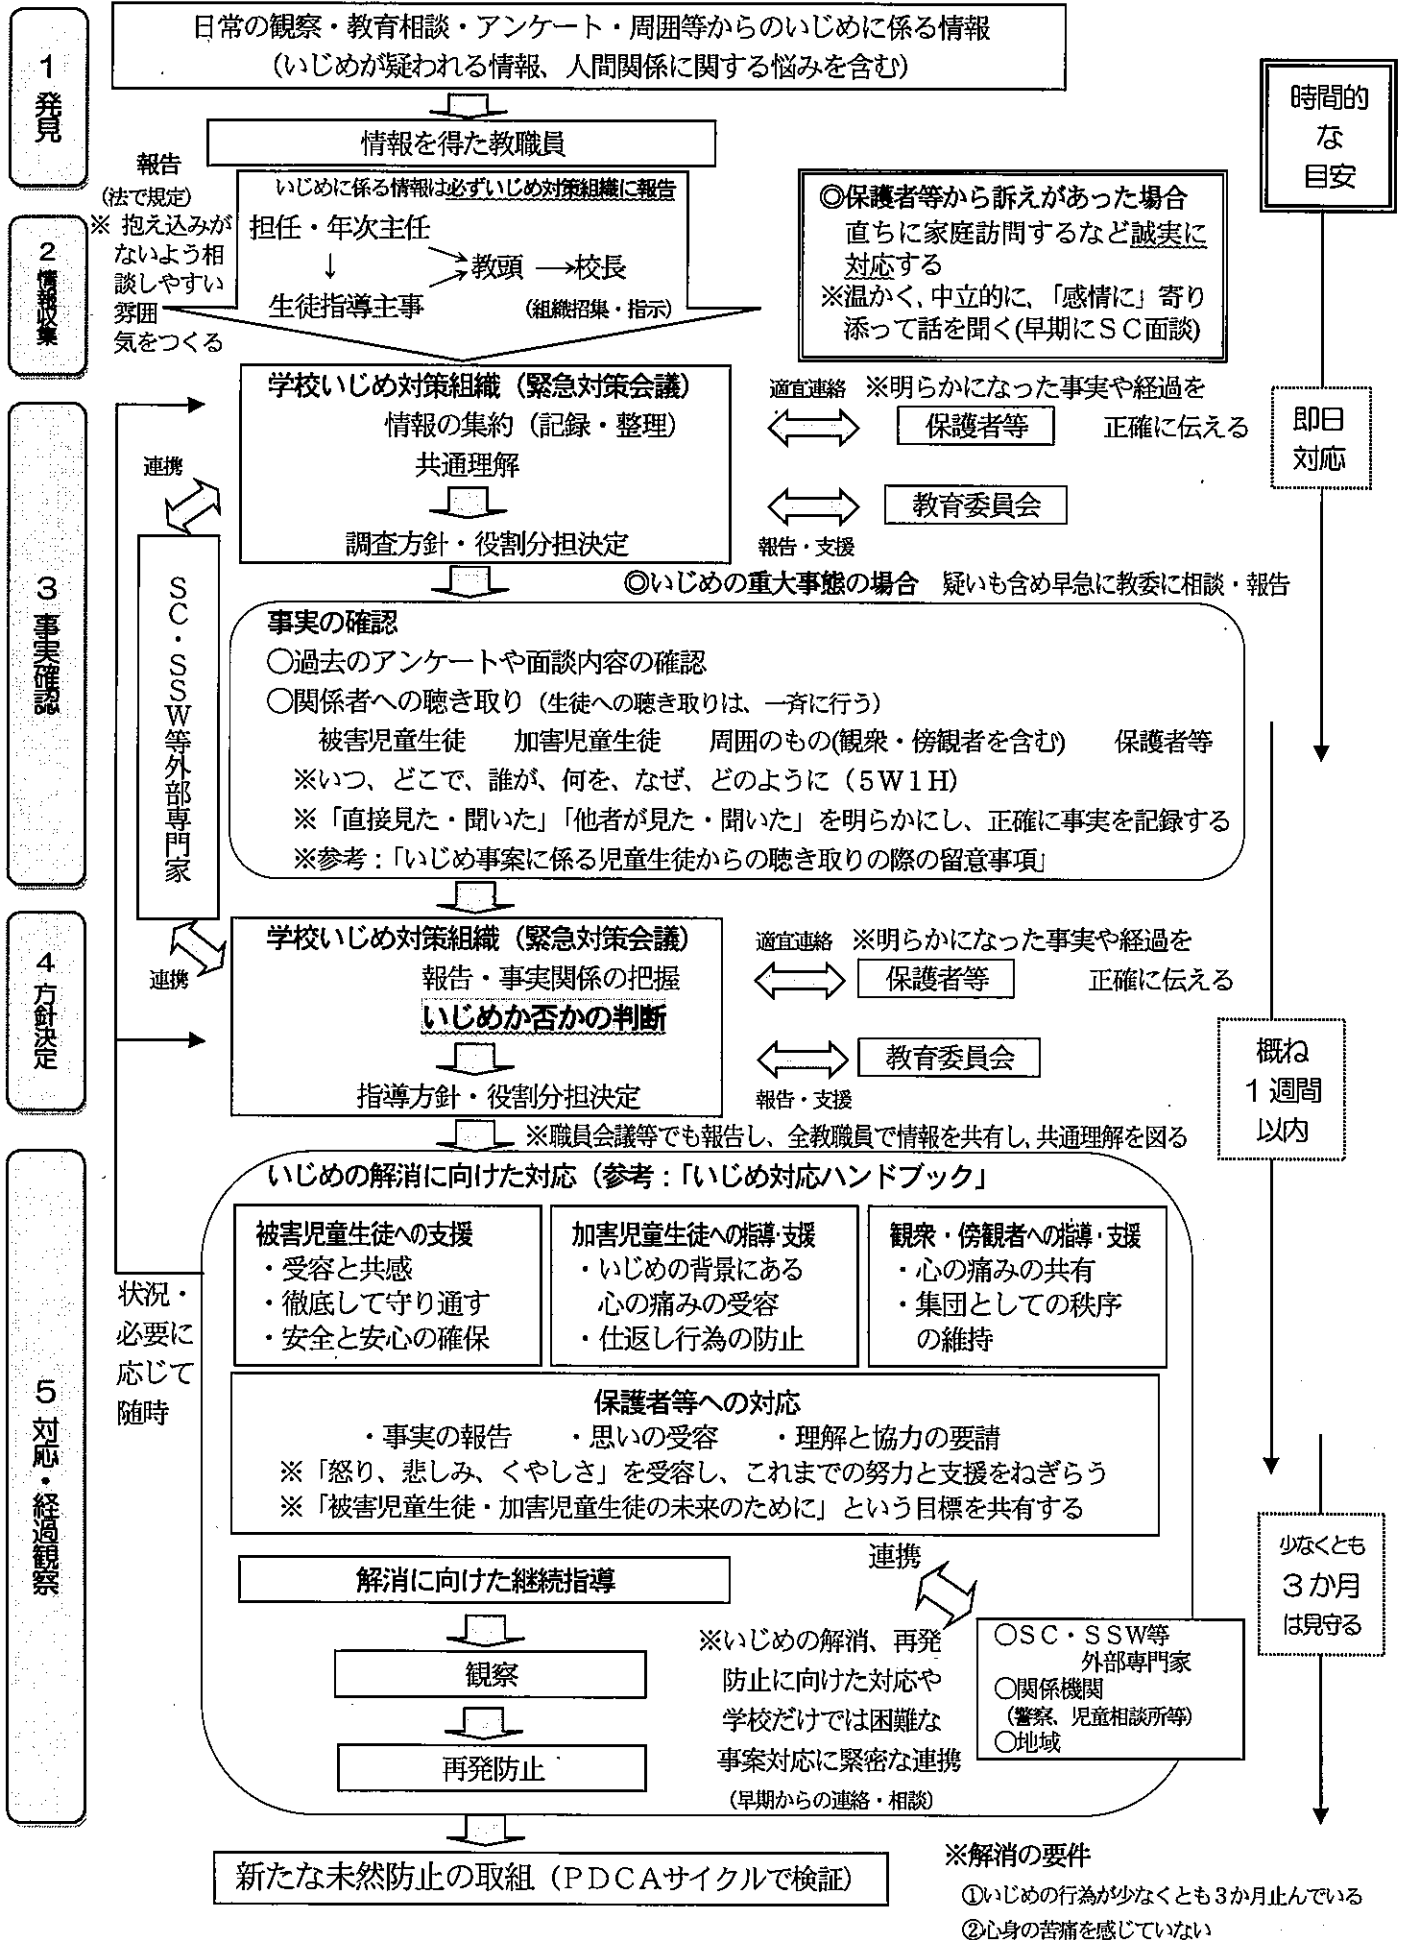 1 発見
日常の観察・教育相談・アンケート・周囲等からのいじめに係る情報
（いじめが疑われる情報、人間関係に関する悩みを含む）
情報を得た教職員
時間的
な
目安
報告
（法で規定）
※ 抱え込みが
ないよう相
談しやすい
雰囲
気をつくる
2 情報収集
いじめに係る情報は必ずいじめ対策組織に報告
担任・年次主任
↓
生徒指導主事
教頭 →校長
（組織招集・指示）
◎保護者等から訴えがあった場合
直ちに家庭訪問するなど誠実に
対応する
※温かく,中立的に、「感情に」寄り
添って話を聞く(早期にＳＣ面談)
3 事実確認
学校いじめ対策組織（緊急対策会議）
情報の集約（記録・整理）
共通理解
調査方針・役割分担決定
適宜連絡 ※明らかになった事実や経過を
保護者等 正確に伝える
教育委員会
報告・支援
即日
対応
連携
ＳＣ・ＳＳＷ等外部専門家
◎いじめの重大事態の場合 疑いも含め早急に教委に相談・報告
事実の確認
○過去のアンケートや面談内容の確認
○関係者への聴き取り（生徒への聴き取りは、一斉に行う）
被害児童生徒 加害児童生徒 周囲のもの(観衆・傍観者を含む) 保護者等
※いつ、どこで、誰が、何を、なぜ、どのように（５Ｗ１Ｈ）
※「直接見た・聞いた」「他者が見た・聞いた」を明らかにし、正確に事実を記録する
※参考：「いじめ事案に係る児童生徒からの聴き取りの際の留意事項」
4 方針決定
連携
学校いじめ対策組織（緊急対策会議）
報告・事実関係の把握
いじめか否かの判断
指導方針・役割分担決定
適宜連絡 ※明らかになった事実や経過を
保護者等 正確に伝える
教育委員会
報告・支援
概ね
１週間
以内
※職員会議等でも報告し、全教職員で情報を共有し,共通理解を図る
5 対応・経過観察
状況・
必要に
応じて
随時
いじめの解消に向けた対応（参考：「いじめ対応ハンドブック」
被害児童生徒への支援
・受容と共感
・徹底して守り通す
・安全と安心の確保
加害児童生徒への指導・支援
・いじめの背景にある
心の痛みの受容
・仕返し行為の防止
観衆・傍観者への指導・支援
・心の痛みの共有
・集団としての秩序
の維持
保護者等への対応
・事実の報告 ・思いの受容 ・理解と協力の要請
※「怒り、悲しみ、くやしさ」を受容し、これまでの努力と支援をねぎらう
※「被害児童生徒・加害児童生徒の未来のために」という目標を共有する
解消に向けた継続指導
観察
再発防止
連携
※いじめの解消、再発
防止に向けた対応や
学校だけでは困難な
事案対応に緊密な連携
（早期からの連絡・相談）
○ＳＣ・ＳＳＷ等
外部専門家
○関係機関
（警察、児童相談所等）
○地域
少なくとも
３か月
は見守る
新たな未然防止の取組（ＰＤＣＡサイクルで検証）
※解消の要件
①いじめの行為が少なくとも３か月止んでいる
②心身の苦痛を感じていない